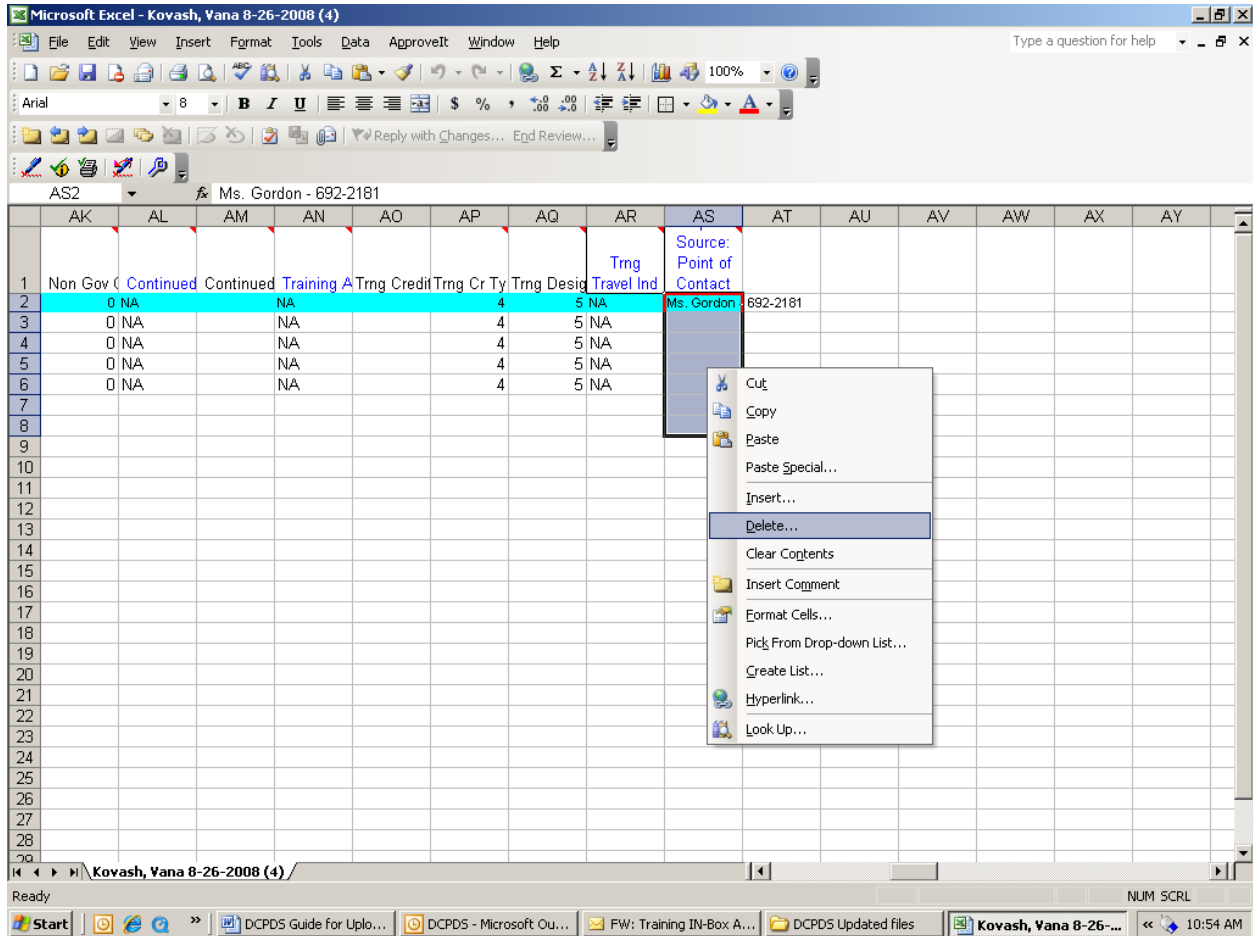 Microsoft Excel - Kovash, Vana 8-26-2008 (4)
File Edit View Insert Format Tools Data ApproveIt Window Help Type a question for help
100%
Arial 8 B I U $ % ,
Reply with Changes... End Review...
AS2 fx Ms. Gordon - 692-2181
AK AL AM AN AO AP AQ AR AS AT AU AV AW AX AY
1 Non Gov Continued Continued Training A Trng Credit Trng Cr Ty Trng Desig Trng Travel Ind Source: Point of Contact
2 0 NA NA 4 5 NA Ms. Gordon - 692-2181
3 0 NA NA 4 5 NA
4 0 NA NA 4 5 NA
5 0 NA NA 4 5 NA
6 0 NA NA 4 5 NA
7
8
9
10
11
12
13
14
15
16
17
18
19
20
21
22
23
24
25
26
27
28
29
Cut
Copy
Paste
Paste Special...
Insert...
Delete...
Clear Contents
Insert Comment
Format Cells...
Pick From Drop-down List...
Create List...
Hyperlink...
Look Up...
Kovash, Vana 8-26-2008 (4)
Ready NUM SCRL
Start » DCPDS Guide for Uplo... DCPDS - Microsoft Ou... FW: Training IN-Box A... DCPDS Updated files Kovash, Vana 8-26-... « 10:54 AM